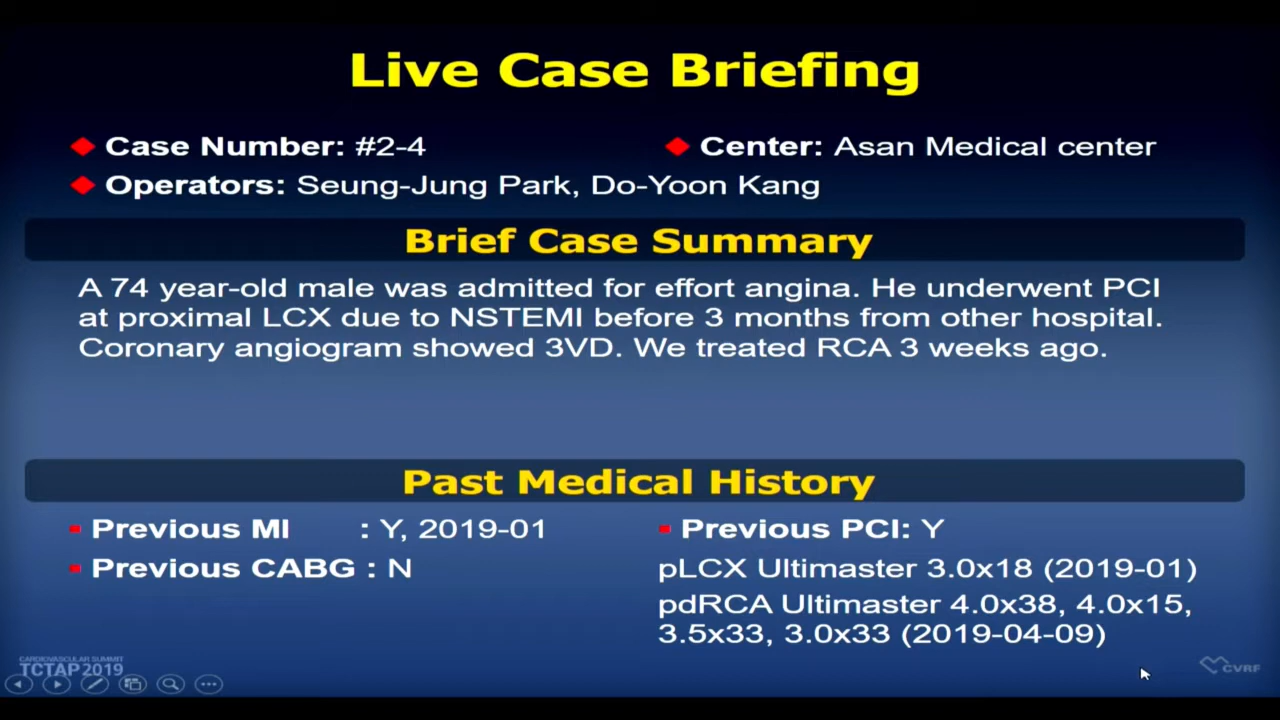 Live Case Briefing
Case Number: #2-4
Center: Asan Medical center
Operators: Seung-Jung Park, Do-Yoon Kang
Brief Case Summary
A 74 year-old male was admitted for effort angina. He underwent PCI
at proximal LCX due to NSTEMI before 3 months from other hospital.
Coronary angiogram showed 3VD. We treated RCA 3 weeks ago.
Past Medical History
Previous MI : Y, 2019-01
Previous CABG : N
Previous PCI: Y
pLCX Ultimaster 3.0x18 (2019-01)
pdRCA Ultimaster 4.0x38, 4.0x15,
3.5x33, 3.0x33 (2019-04-09)
CARDIOVASCULAR SUMMIT
TCTAP 2019
CVRF